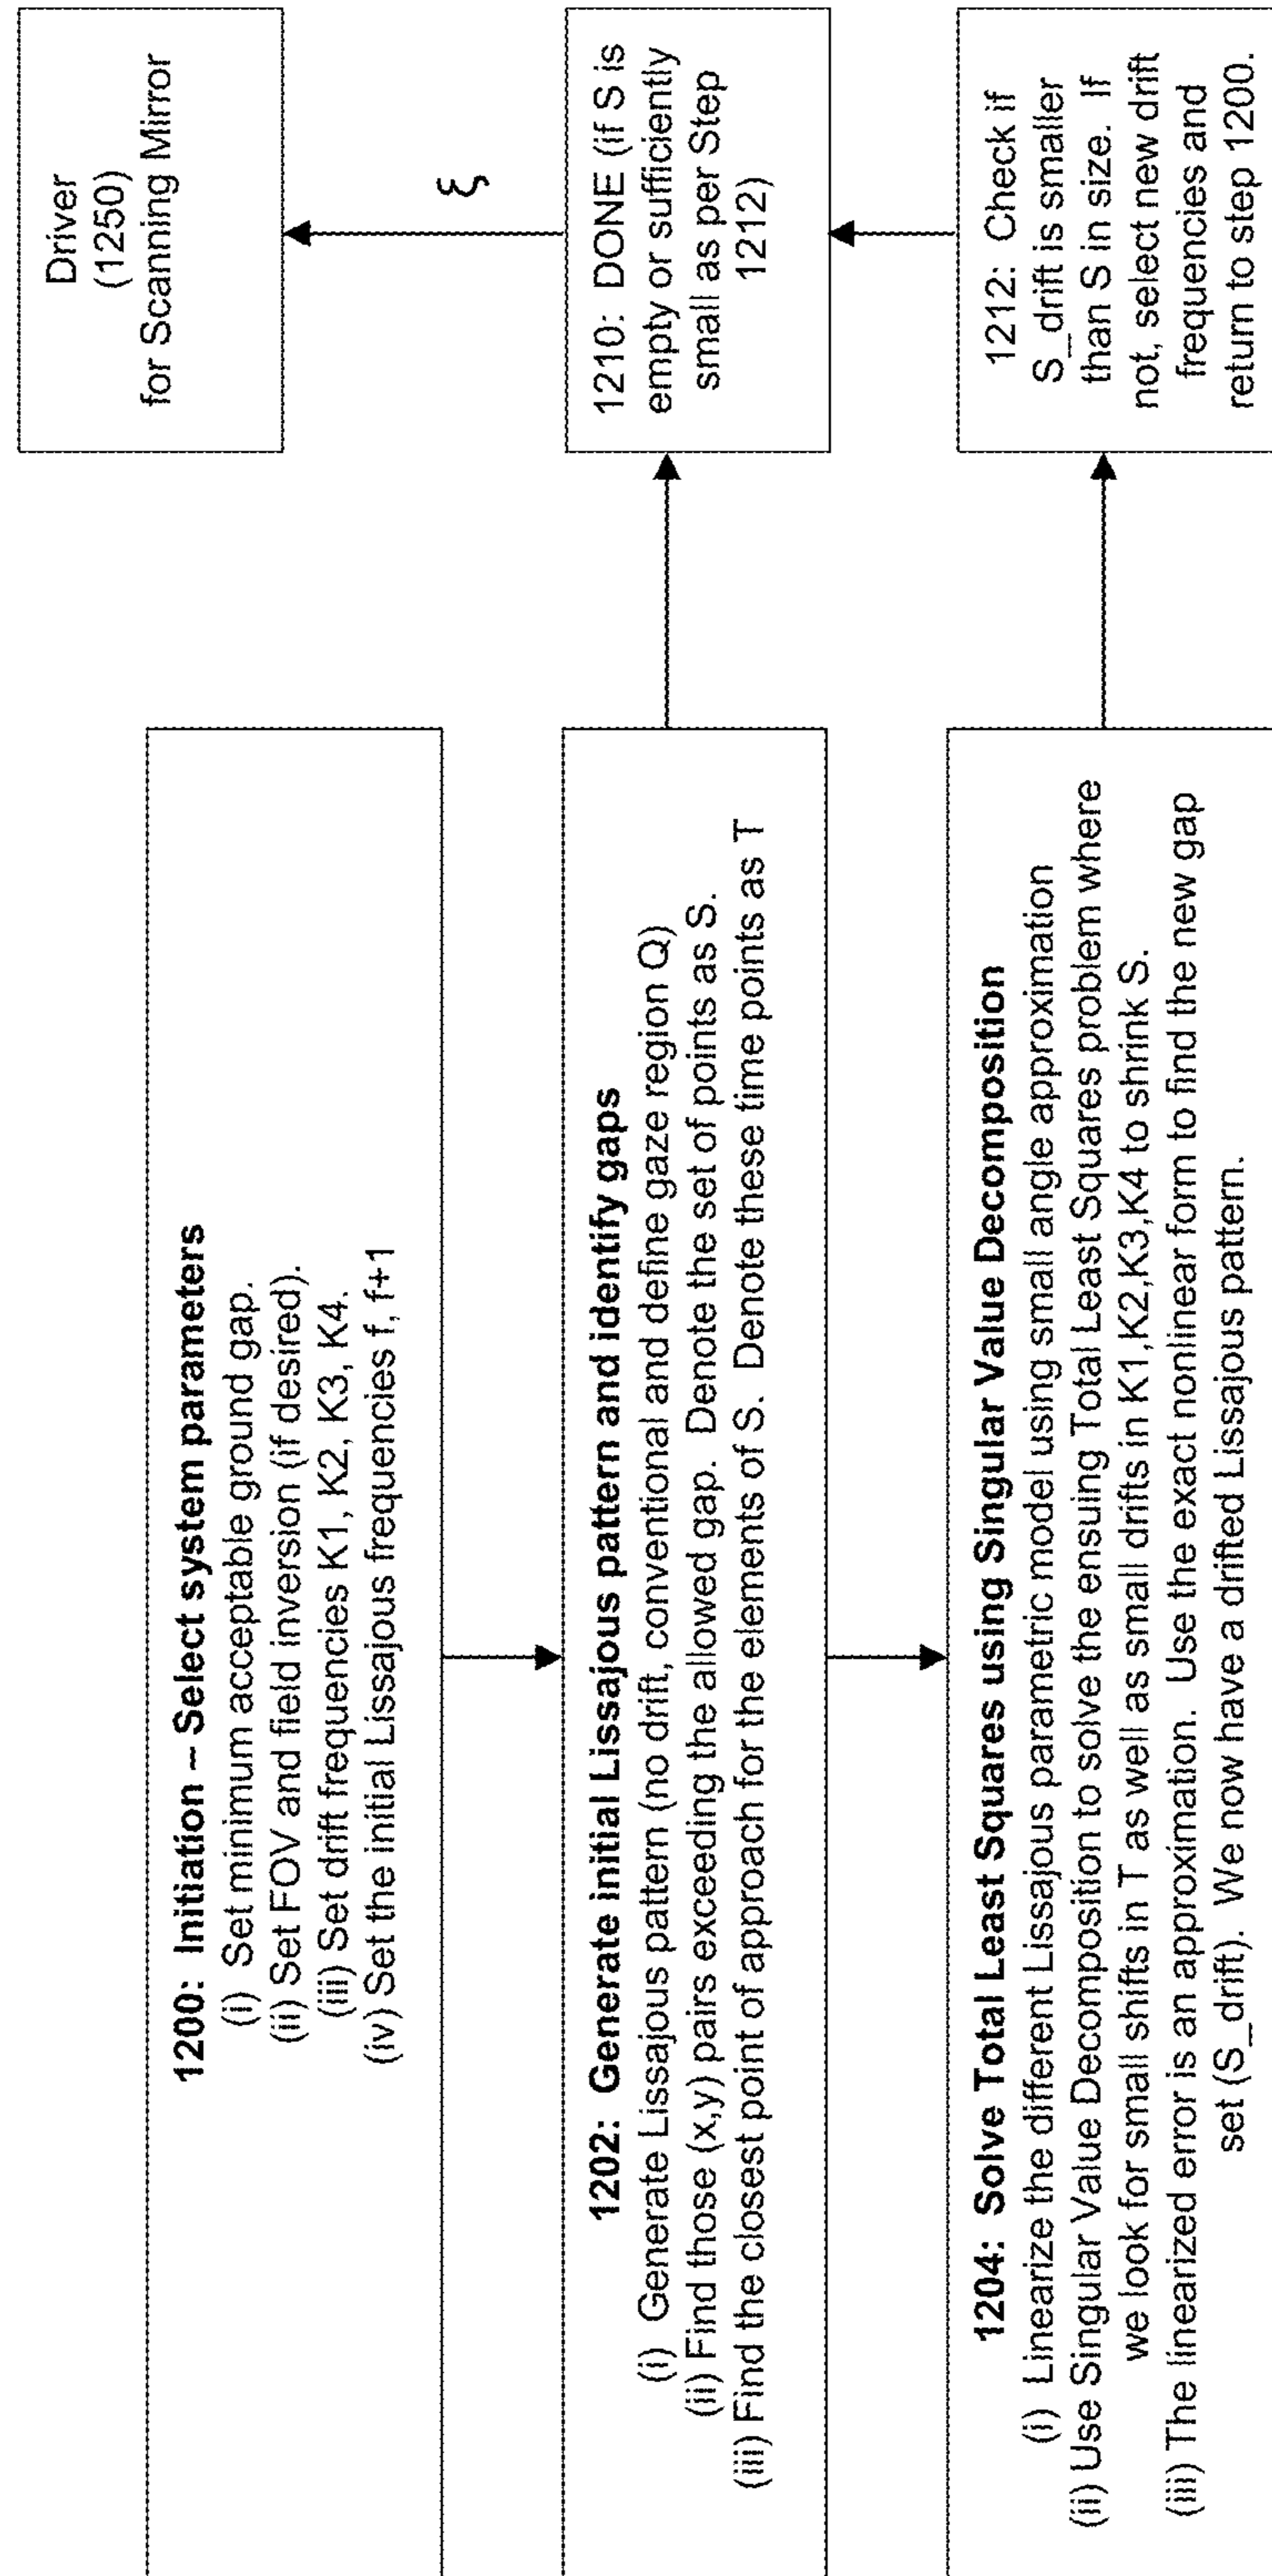 1200: Initiation – Select system parameters
(i) Set minimum acceptable ground gap.
(ii) Set FOV and field inversion (if desired).
(iii) Set drift frequencies K1, K2, K3, K4.
(iv) Set the initial Lissajous frequencies f, f+1
1202: Generate initial Lissajous pattern and identify gaps
(i) Generate Lissajous pattern (no drift, conventional and define gaze region Q)
(ii) Find those (x,y) pairs exceeding the allowed gap. Denote the set of points as S.
(iii) Find the closest point of approach for the elements of S. Denote these time points as T
1204: Solve Total Least Squares using Singular Value Decomposition
(i) Linearize the different Lissajous parametric model using small angle approximation
(ii) Use Singular Value Decomposition to solve the ensuing Total Least Squares problem where
we look for small shifts in T as well as small drifts in K1,K2,K3,K4 to shrink S.
(iii) The linearized error is an approximation. Use the exact nonlinear form to find the new gap
set (S_drift). We now have a drifted Lissajous pattern.
Driver
(1250)
for Scanning Mirror
ξ
1210: DONE (if S is
empty or sufficiently
small as per Step
1212)
1212: Check if
S_drift is smaller
than S in size. If
not, select new drift
frequencies and
return to step 1200.